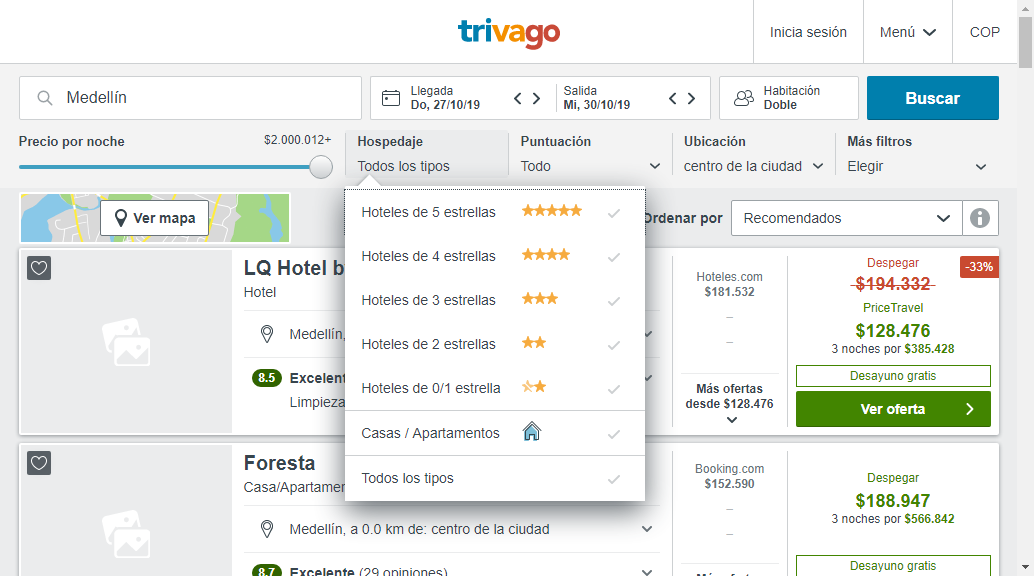 trivago
Inicia sesión
Menú
COP
Medellín
Llegada
Do, 27/10/19
Salida
Mi, 30/10/19
Habitación
Doble
Buscar
Precio por noche
$2.000.012+
Hospedaje
Todos los tipos
Puntuación
Todo
Ubicación
centro de la ciudad
Más filtros
Elegir
Ver mapa
Ordenar por
Recomendados
Hoteles de 5 estrellas
Hoteles de 4 estrellas
Hoteles de 3 estrellas
Hoteles de 2 estrellas
Hoteles de 0/1 estrella
Casas / Apartamentos
Todos los tipos
LQ Hotel b
Hotel
Medellín,
8.5 Excelent
Limpieza
Hoteles.com
$181.532
Más ofertas
desde $128.476
Despegar
-33%
$194.332
PriceTravel
$128.476
3 noches por $385.428
Desayuno gratis
Ver oferta
Foresta
Casa/Apartamen
Medellín, a 0.0 km de: centro de la ciudad
8.7 Excelente (29 opiniones)
Booking.com
$152.590
Más ofertas
Despegar
$188.947
3 noches por $566.842
Desayuno gratis